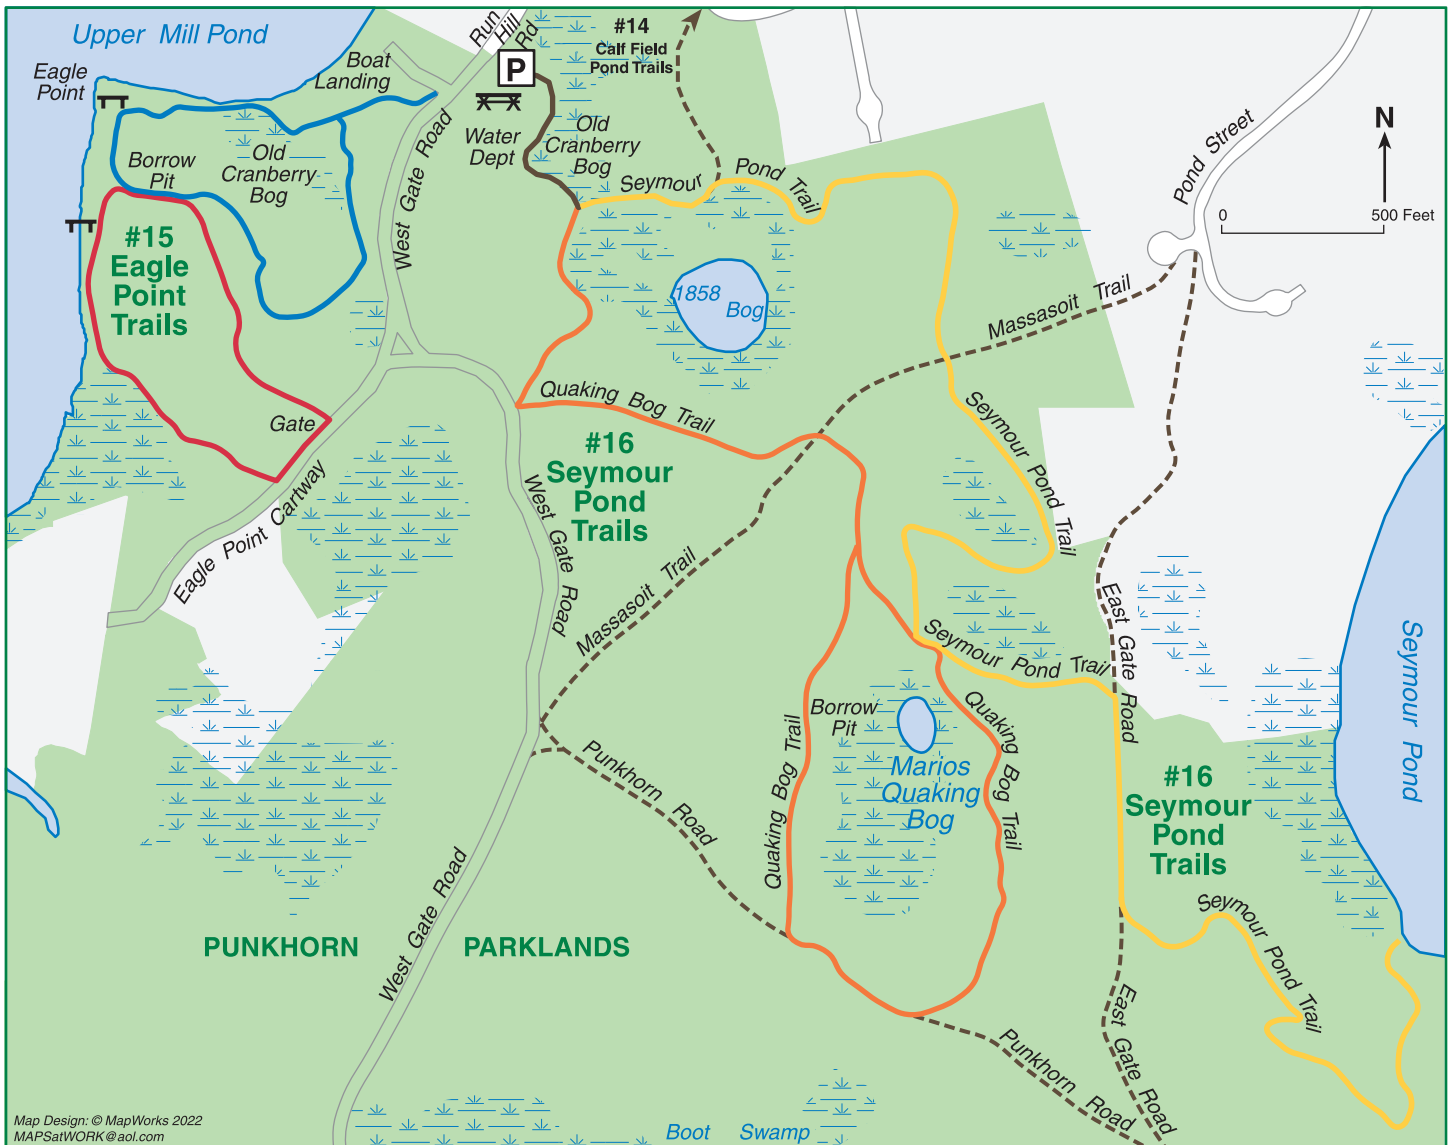 Upper Mill Pond
Eagle
Point
Boat
Landing
Run
Hill
Rd
P
#14
Calf Field
Pond Trails
Water
Dept
Old
Cranberry
Bog
Borrow
Pit
Old
Cranberry
Bog
West Gate Road
Seymour Pond Trail
Pond Street
N
0 500 Feet
#15
Eagle
Point
Trails
1858 Bog
Massasoit Trail
Quaking Bog Trail
Gate
#16
Seymour
Pond
Trails
Seymour Pond Trail
Eagle Point Cartway
West Gate Road
Massasoit Trail
East Gate Road
Seymour Pond Trail
Seymour Pond
Borrow
Pit
Quaking Bog Trail
Quaking Bog Trail
Marios
Quaking
Bog
Punkhorn Road
#16
Seymour
Pond
Trails
Seymour Pond Trail
West Gate Road
PUNKHORN PARKLANDS
East Gate Road
Punkhorn Road
Boot Swamp
Map Design: © MapWorks 2022
MAPSatWORK@aol.com